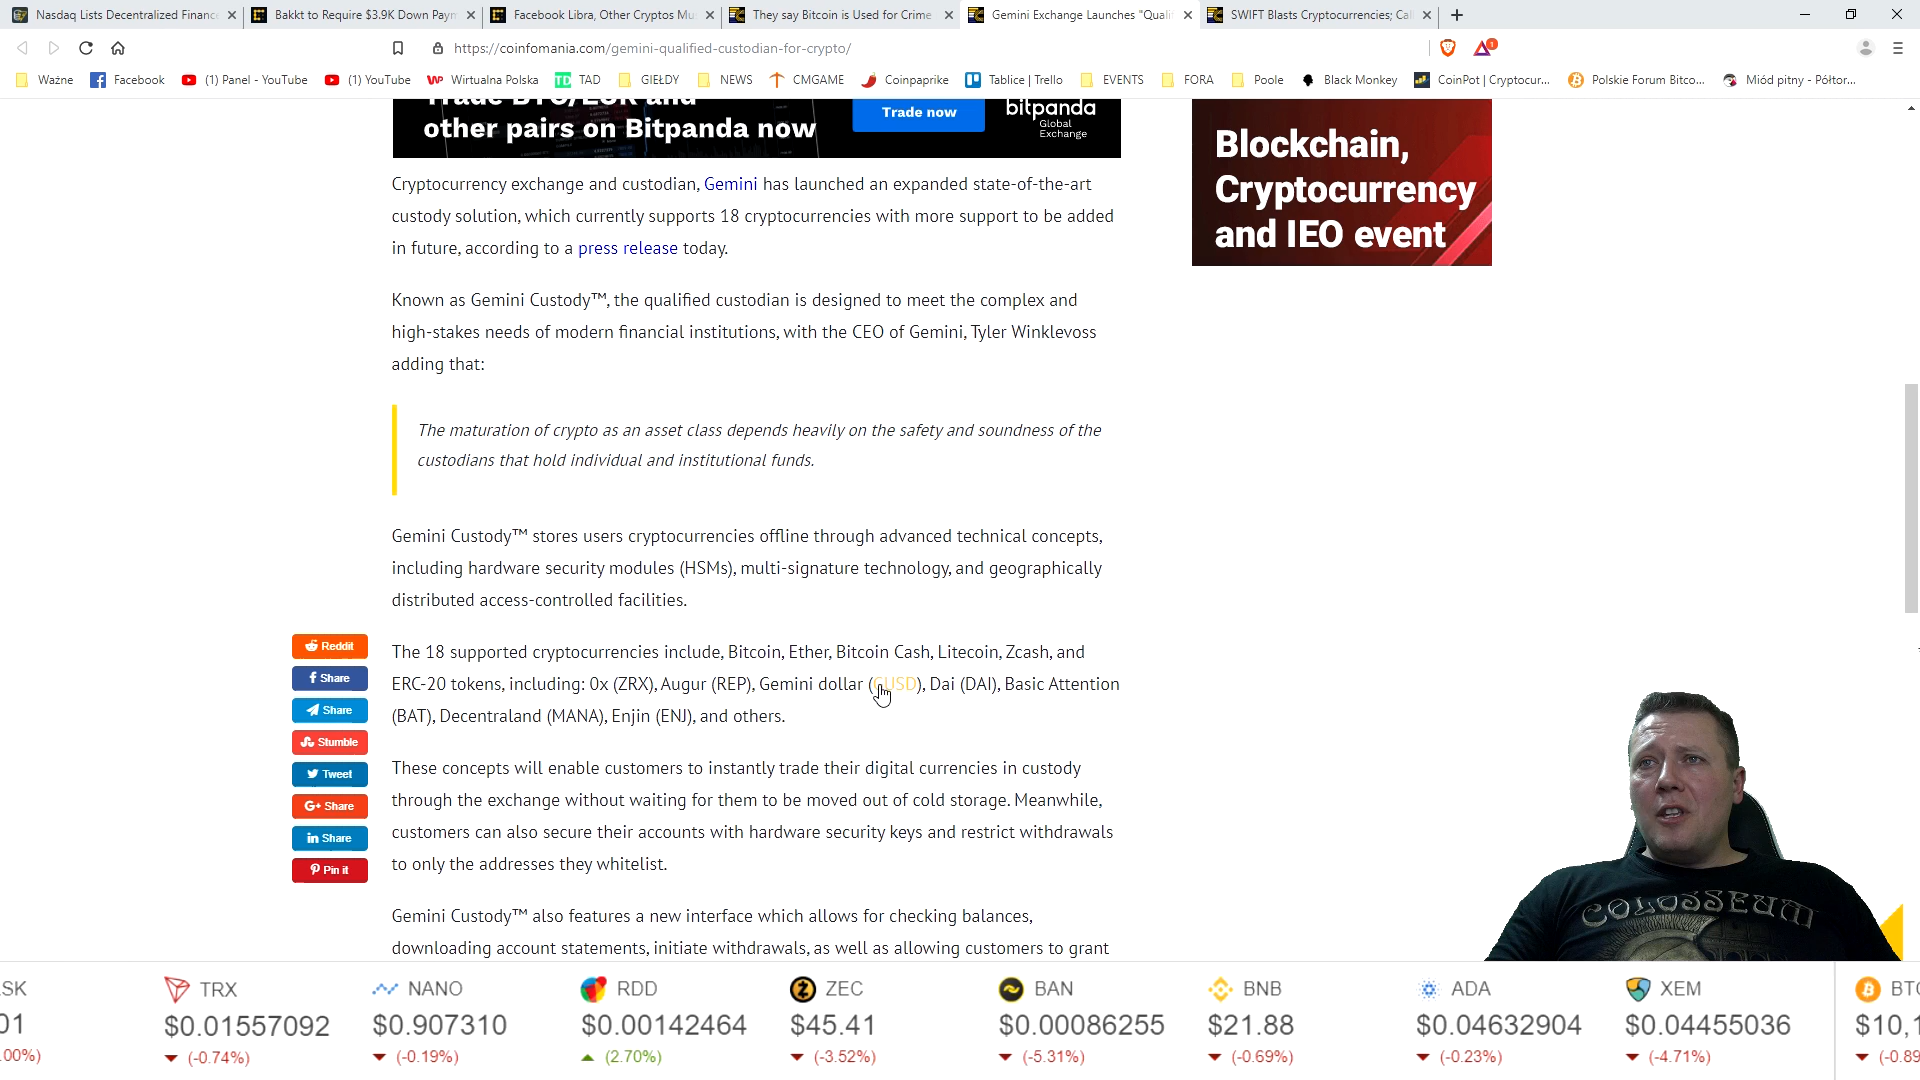 Nasdaq Lists Decentralized Finance
Bakkt to Require $3.9K Down Paym
Facebook Libra, Other Cryptos Mu
They say Bitcoin is Used for Crime
Gemini Exchange Launches "Quali
SWIFT Blasts Cryptocurrencies; Cal
https://coinfomania.com/gemini-qualified-custodian-for-crypto/
1
Ważne
Facebook
(1) Panel - YouTube
(1) YouTube
WP Wirtualna Polska
TD TAD
GIEŁDY
NEWS
CMGAME
Coinpaprike
Tablice | Trello
EVENTS
FORA
Poole
Black Monkey
CoinPot | Cryptocur...
Polskie Forum Bitco...
Miód pitny - Półtor...
Trade BTC/EUR and
other pairs on Bitpanda now
Trade now
bitpanda
Global
Exchange
Blockchain,
Cryptocurrency
and IEO event
Cryptocurrency exchange and custodian, Gemini has launched an expanded state-of-the-art
custody solution, which currently supports 18 cryptocurrencies with more support to be added
in future, according to a press release today.
Known as Gemini Custody™, the qualified custodian is designed to meet the complex and
high-stakes needs of modern financial institutions, with the CEO of Gemini, Tyler Winklevoss
adding that:
The maturation of crypto as an asset class depends heavily on the safety and soundness of the
custodians that hold individual and institutional funds.
Gemini Custody™ stores users cryptocurrencies offline through advanced technical concepts,
including hardware security modules (HSMs), multi-signature technology, and geographically
distributed access-controlled facilities.
The 18 supported cryptocurrencies include, Bitcoin, Ether, Bitcoin Cash, Litecoin, Zcash, and
ERC-20 tokens, including: 0x (ZRX), Augur (REP), Gemini dollar (GUSD), Dai (DAI), Basic Attention
(BAT), Decentraland (MANA), Enjin (ENJ), and others.
These concepts will enable customers to instantly trade their digital currencies in custody
through the exchange without waiting for them to be moved out of cold storage. Meanwhile,
customers can also secure their accounts with hardware security keys and restrict withdrawals
to only the addresses they whitelist.
Gemini Custody™ also features a new interface which allows for checking balances,
downloading account statements, initiate withdrawals, as well as allowing customers to grant
Reddit
Share
Share
Stumble
Tweet
G+ Share
in Share
Pin it
COLOSSEUM
SK
01
.00%)
TRX
$0.01557092
(-0.74%)
NANO
$0.907310
(-0.19%)
RDD
$0.00142464
(2.70%)
ZEC
$45.41
(-3.52%)
BAN
$0.00086255
(-5.31%)
BNB
$21.88
(-0.69%)
ADA
$0.04632904
(-0.23%)
XEM
$0.04455036
(-4.71%)
BTC
$10,1
(-0.89